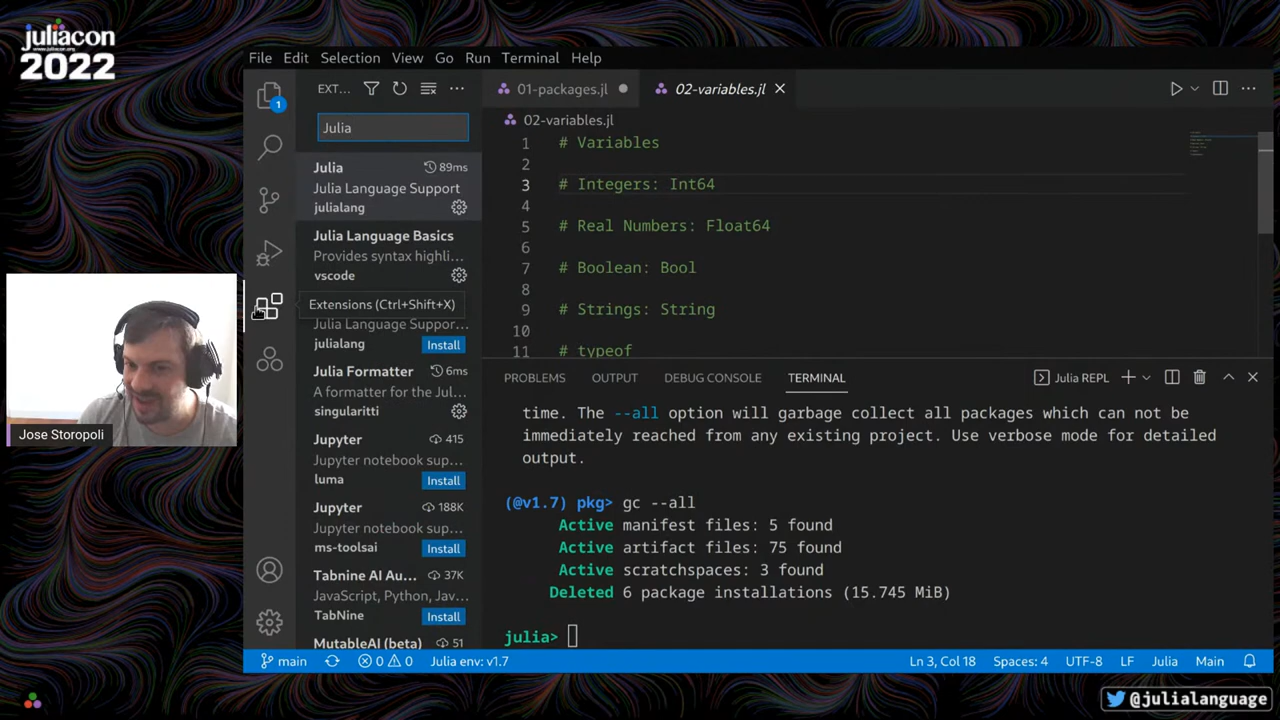 juliacon
www.juliacon.org
2022
File Edit Selection View Go Run Terminal Help
1
EXT...
Julia
Julia 89ms
Julia Language Support
julialang
Julia Language Basics
Provides syntax highli...
vscode
Extensions (Ctrl+Shift+X)
Julia Language Suppor...
julialang Install
Julia Formatter 6ms
A formatter for the Jul...
singularitti
Jupyter 415
Jupyter notebook sup...
luma Install
Jupyter 188K
Jupyter notebook sup...
ms-toolsai Install
Tabnine AI Au... 37K
JavaScript, Python, Jav...
TabNine Install
MutableAI (beta) 51
01-packages.jl 02-variables.jl
02-variables.jl
1 # Variables
2
3 # Integers: Int64
4
5 # Real Numbers: Float64
6
7 # Boolean: Bool
8
9 # Strings: String
10
11 # typeof
PROBLEMS OUTPUT DEBUG CONSOLE TERMINAL Julia REPL
time. The --all option will garbage collect all packages which can not be
immediately reached from any existing project. Use verbose mode for detailed
output.
(@v1.7) pkg> gc --all
Active manifest files: 5 found
Active artifact files: 75 found
Active scratchspaces: 3 found
Deleted 6 package installations (15.745 MiB)
julia>
main 0 0 Julia env: v1.7 Ln 3, Col 18 Spaces: 4 UTF-8 LF Julia Main
Jose Storopoli
@julialanguage